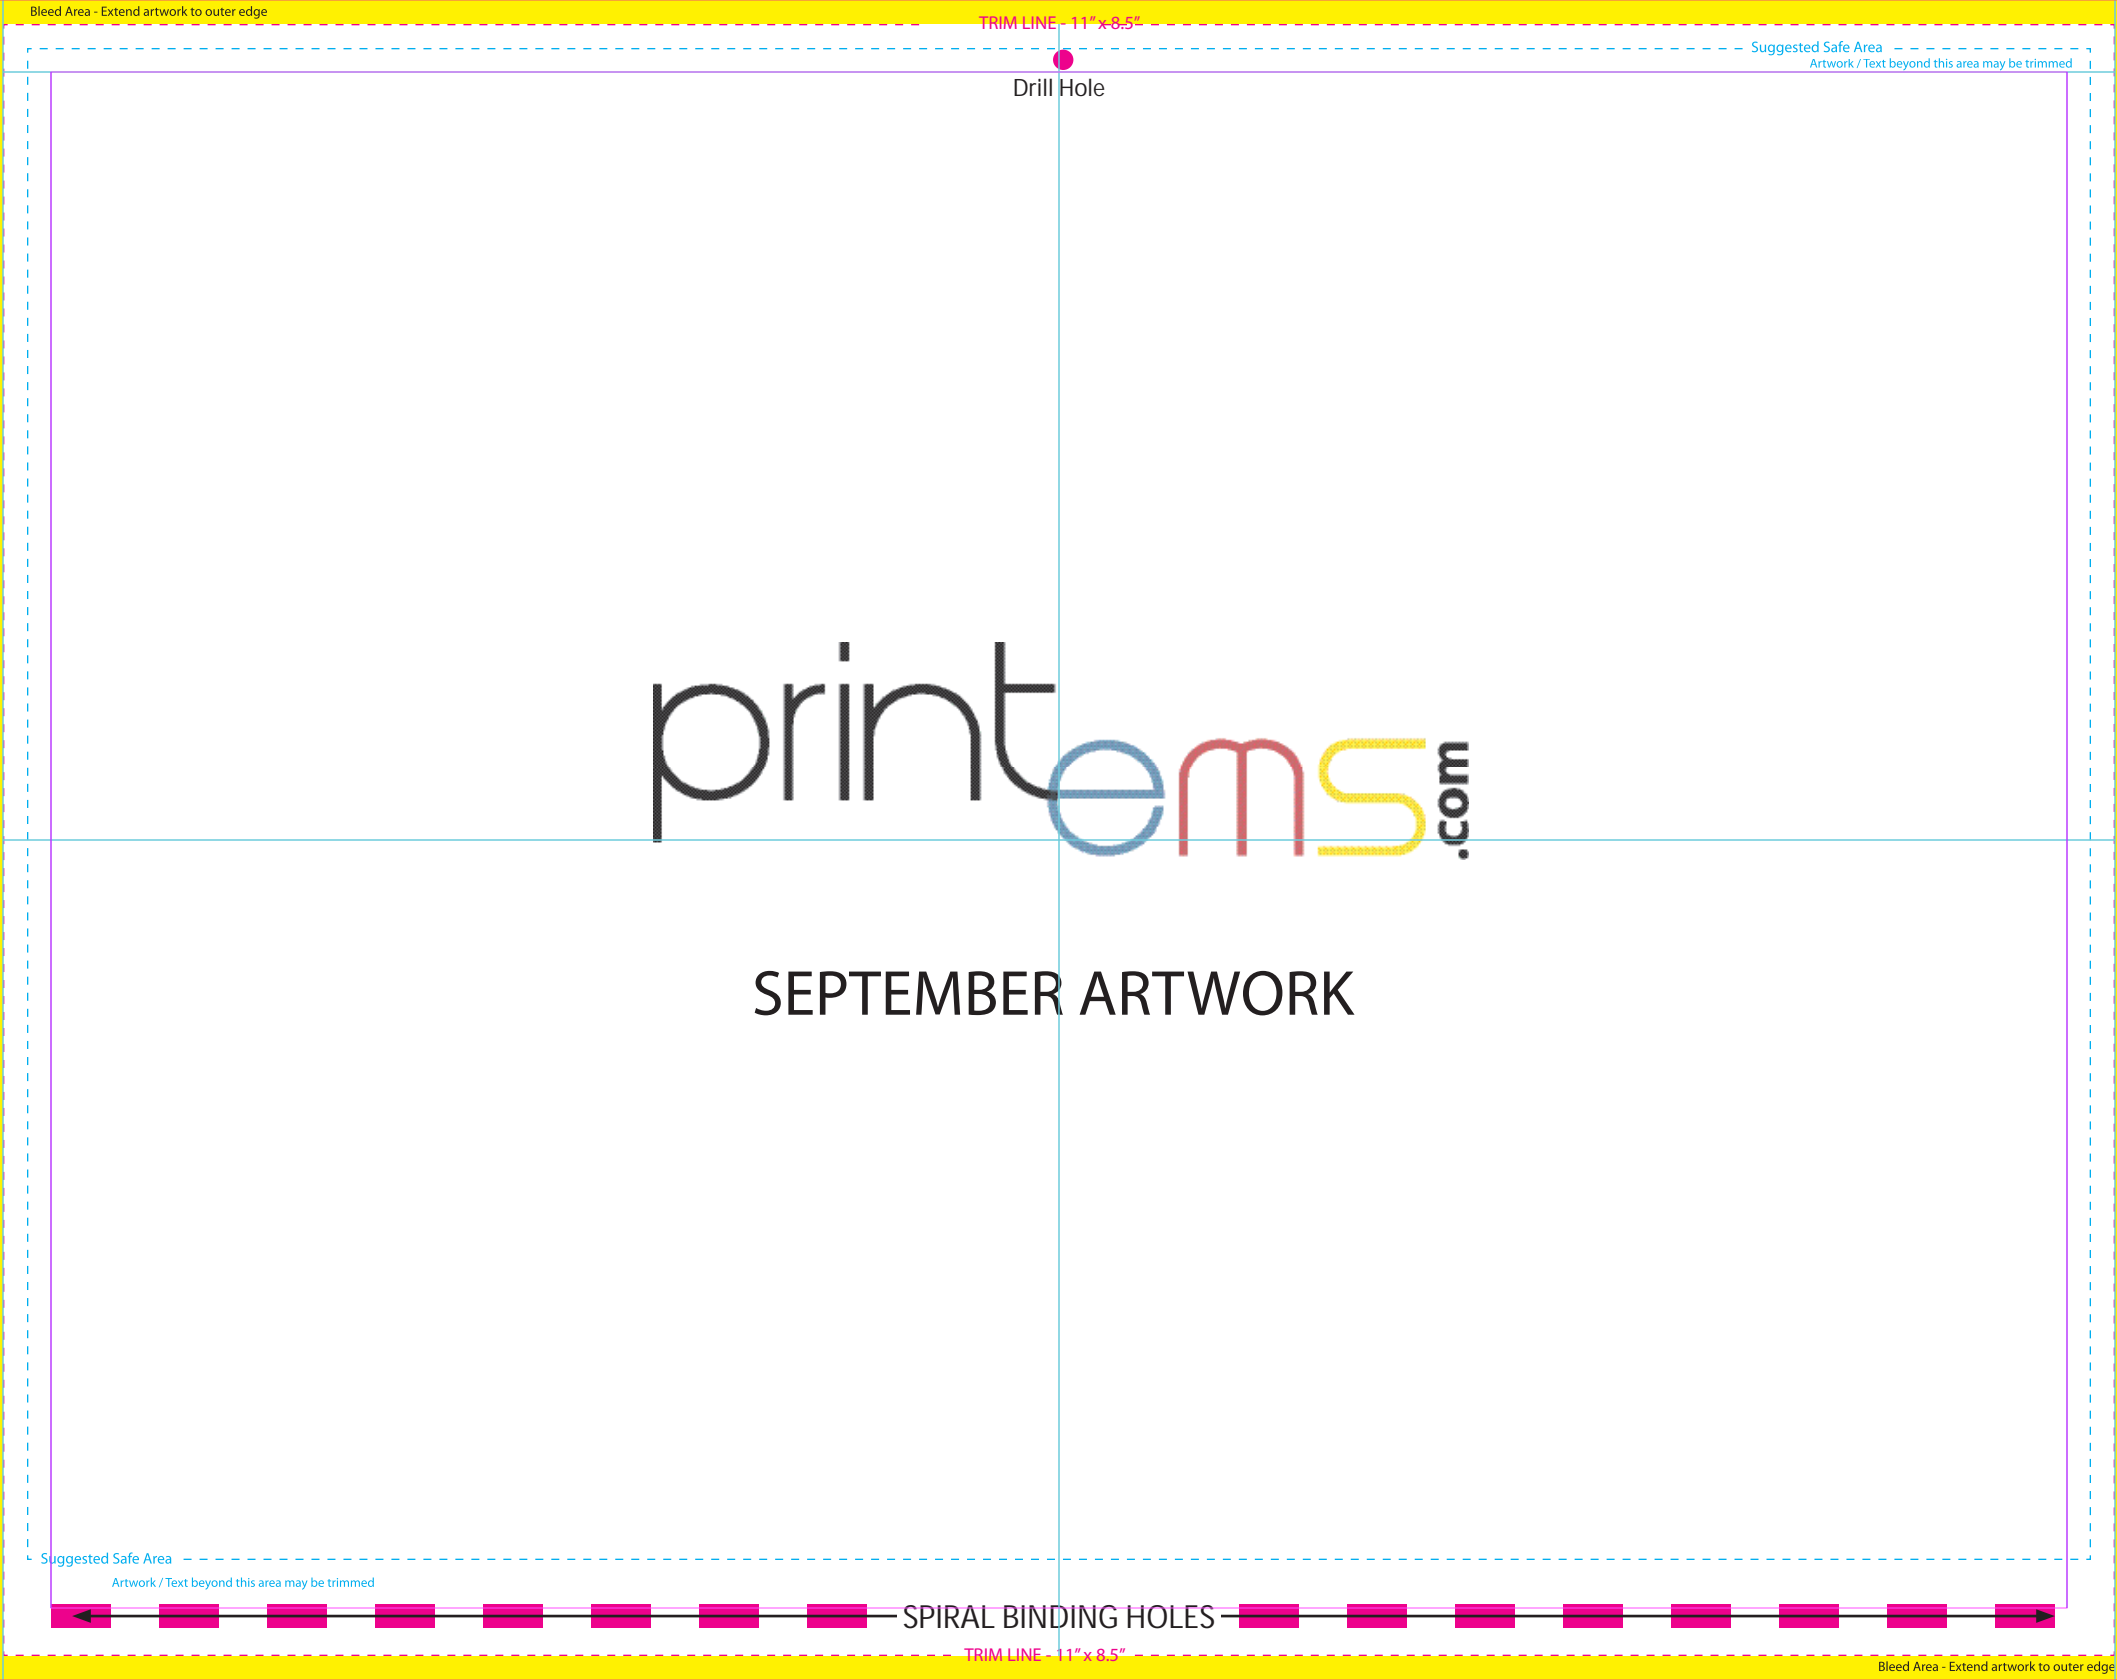 Bleed Area - Extend artwork to outer edge
TRIM LINE - 11” x 8.5”
Suggested Safe Area
Artwork / Text beyond this area may be trimmed
Drill Hole
printems.com
SEPTEMBER ARTWORK
Suggested Safe Area
Artwork / Text beyond this area may be trimmed
SPIRAL BINDING HOLES
TRIM LINE - 11” x 8.5”
Bleed Area - Extend artwork to outer edge